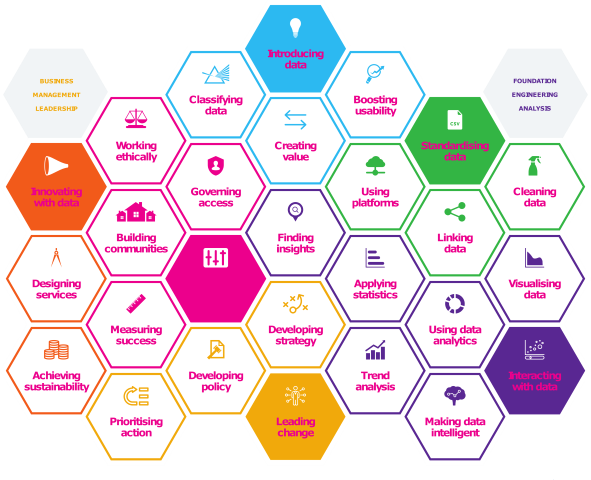 Introducing
data
BUSINESS
MANAGEMENT
LEADERSHIP
FOUNDATION
ENGINEERING
ANALYSIS
Classifying
data
Boosting
usability
Working
ethically
Creating
value
CSV
Standardising
data
Innovating
with data
Governing
access
Using
platforms
Cleaning
data
Building
communities
Finding
insights
Linking
data
Designing
services
Applying
statistics
Visualising
data
Measuring
success
Developing
strategy
Using data
analytics
Achieving
sustainability
Developing
policy
Trend
analysis
Interacting
with data
Prioritising
action
Leading
change
Making data
intelligent